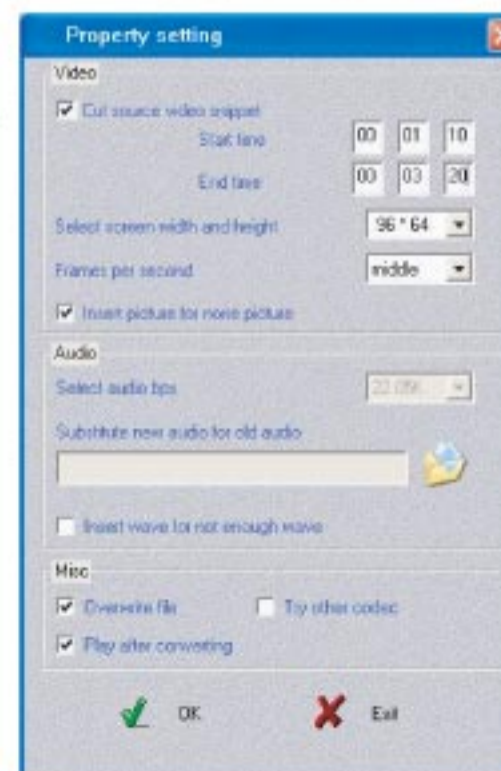 Property setting
Video
Cut source video snippet
Start time 00 01 10
End time 00 03 20
Select screen width and height 96 * 64
Frames per second middle
Insert picture for none picture
Audio
Select audio bps
Substitute new audio for old audio
Insert wave for not enough wave
Misc
Overwrite file Try other codec
Play after converting
OK Exit